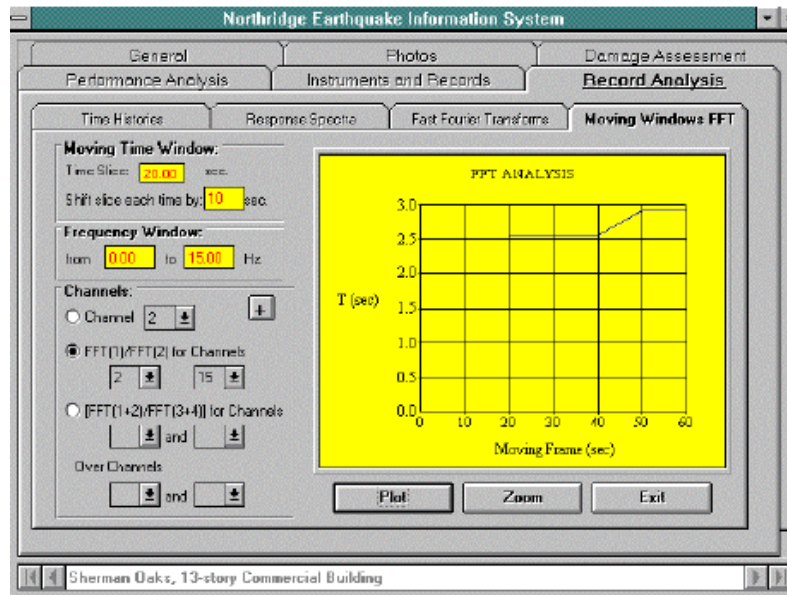 Northridge Earthquake Information System
General Photos Damage Assessment
Performance Analysis Instruments and Records Record Analysis
Time Histories Response Spectra Fast Fourier Transforms Moving Windows FFT
Moving Time Window:
Time Slice: 20.00 sec.
Shift slice each time by: 10 sec.
Frequency Window:
from 0.00 to 15.00 Hz
Channels:
Channel 2
+
FFT(1)/FFT(2) for Channels
2 15
[FFT(1+2)/FFT(3+4)] for Channels
and
Over Channels
and
FFT ANALYSIS
3.0
2.5
2.0
T (sec)
1.5
1.0
0.5
0.0
0 10 20 30 40 50 60
Moving Frame (sec)
Plot Zoom Exit
Sherman Oaks, 13-story Commercial Building